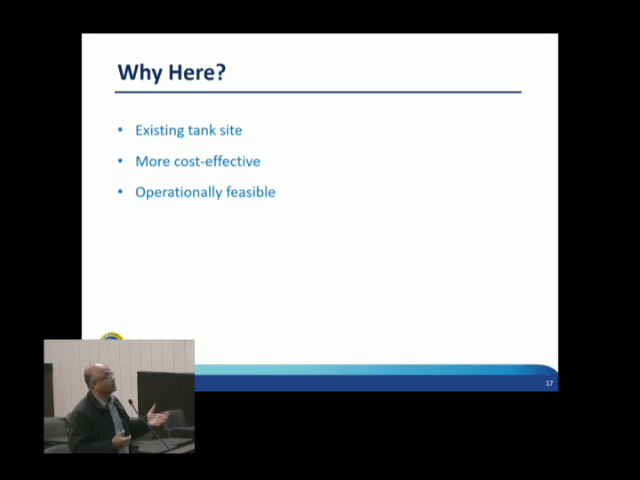 Why Here?
• Existing tank site
• More cost-effective
• Operationally feasible
17